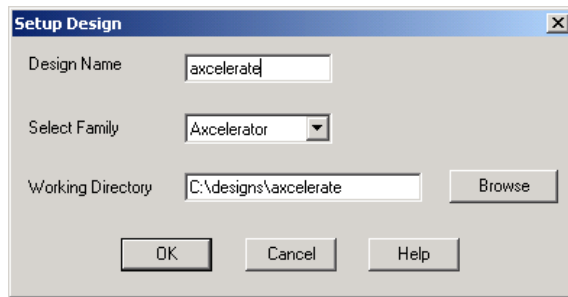 Setup Design
Design Name axcelerate
Select Family Axcelerator
Working Directory C:\designs\axcelerate Browse
OK Cancel Help